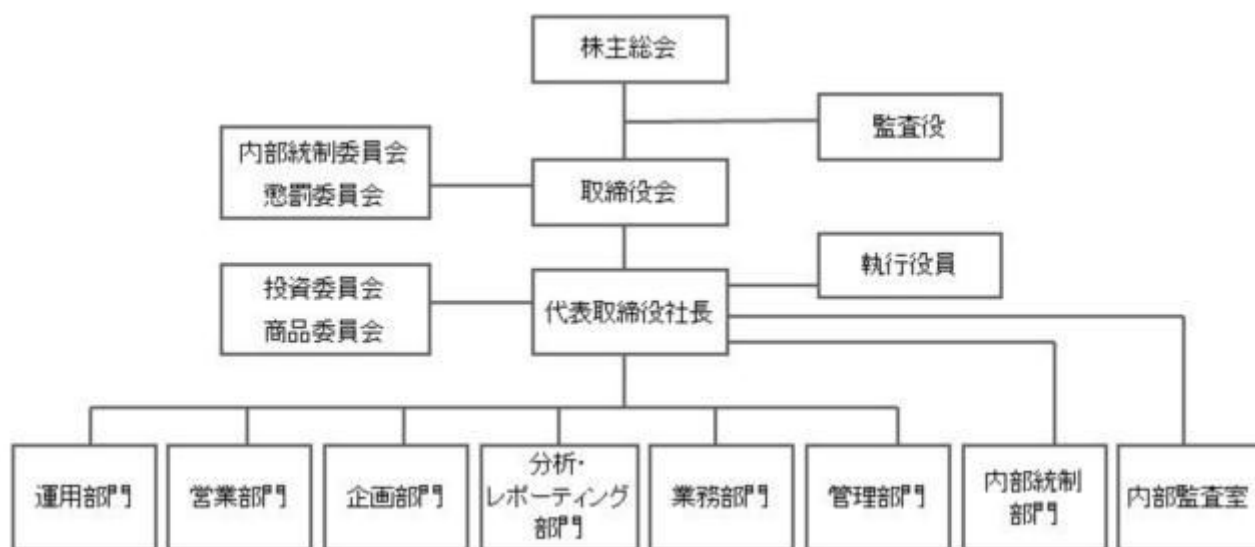 株主総会
監査役
内部統制委員会
懲罰委員会
取締役会
執行役員
投資委員会
商品委員会
代表取締役社長
運用部門
営業部門
企画部門
分析・
レポーティング
部門
業務部門
管理部門
内部統制
部門
内部監査室